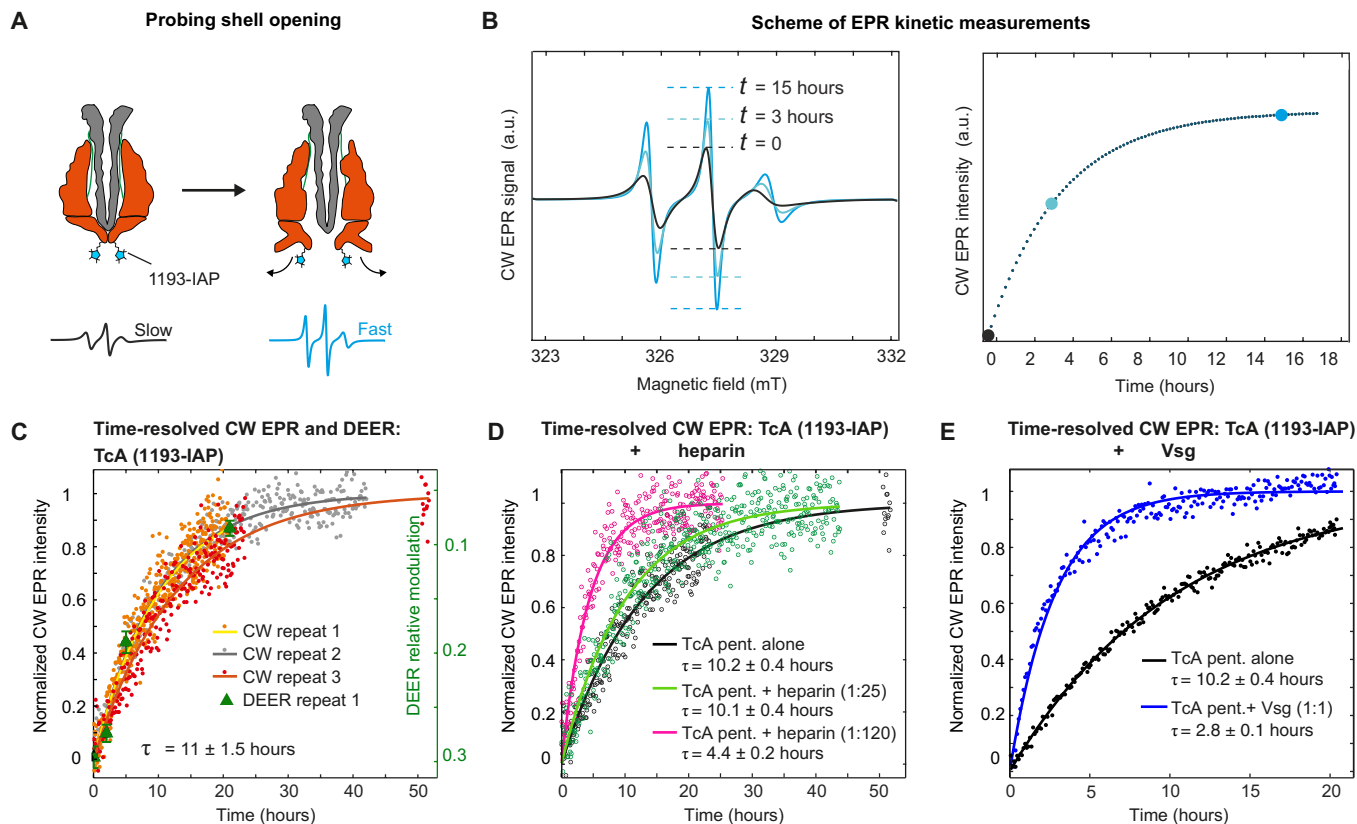 A
Probing shell opening
1193-IAP
Slow
Fast
B
Scheme of EPR kinetic measurements
CW EPR signal (a.u.)
t = 15 hours
t = 3 hours
t = 0
323
326
329
332
Magnetic field (mT)
CW EPR intensity (a.u.)
0 2 4 6 8 10 12 14 16 18
Time (hours)
C
Time-resolved CW EPR and DEER:
TcA (1193-IAP)
Normalized CW EPR intensity
1
0.8
0.6
0.4
0.2
0
CW repeat 1
CW repeat 2
CW repeat 3
DEER repeat 1
τ = 11 ± 1.5 hours
0.1
0.2
0.3
DEER relative modulation
0 10 20 30 40 50
Time (hours)
D
Time-resolved CW EPR: TcA (1193-IAP)
+ heparin
Normalized CW EPR intensity
1
0.8
0.6
0.4
0.2
0
TcA pent. alone
τ = 10.2 ± 0.4 hours
TcA pent. + heparin (1:25)
τ = 10.1 ± 0.4 hours
TcA pent. + heparin (1:120)
τ = 4.4 ± 0.2 hours
0 10 20 30 40 50
Time (hours)
E
Time-resolved CW EPR: TcA (1193-IAP)
+ Vsg
Normalized CW EPR intensity
1
0.8
0.6
0.4
0.2
0
TcA pent. alone
τ = 10.2 ± 0.4 hours
TcA pent.+ Vsg (1:1)
τ = 2.8 ± 0.1 hours
0 5 10 15 20
Time (hours)